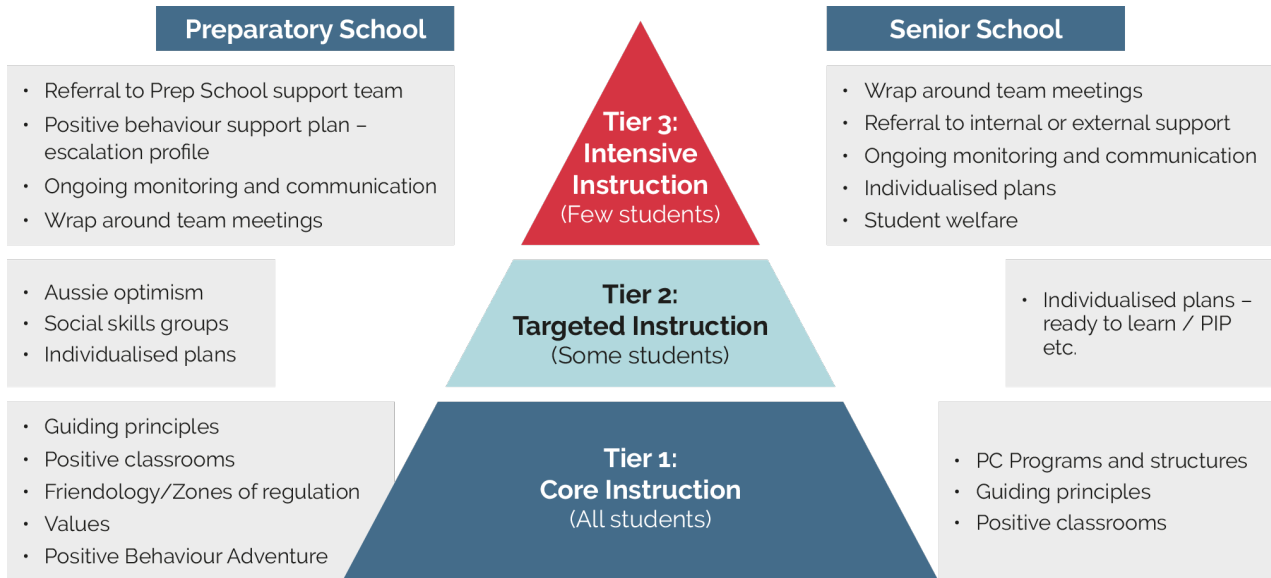 Preparatory School
• Referral to Prep School support team
• Positive behaviour support plan –
escalation profile
• Ongoing monitoring and communication
• Wrap around team meetings
• Aussie optimism
• Social skills groups
• Individualised plans
• Guiding principles
• Positive classrooms
• Friendology/Zones of regulation
• Values
• Positive Behaviour Adventure
Tier 3:
Intensive
Instruction
(Few students)
Tier 2:
Targeted Instruction
(Some students)
Tier 1:
Core Instruction
(All students)
Senior School
• Wrap around team meetings
• Referral to internal or external support
• Ongoing monitoring and communication
• Individualised plans
• Student welfare
• Individualised plans –
ready to learn / PIP
etc.
• PC Programs and structures
• Guiding principles
• Positive classrooms